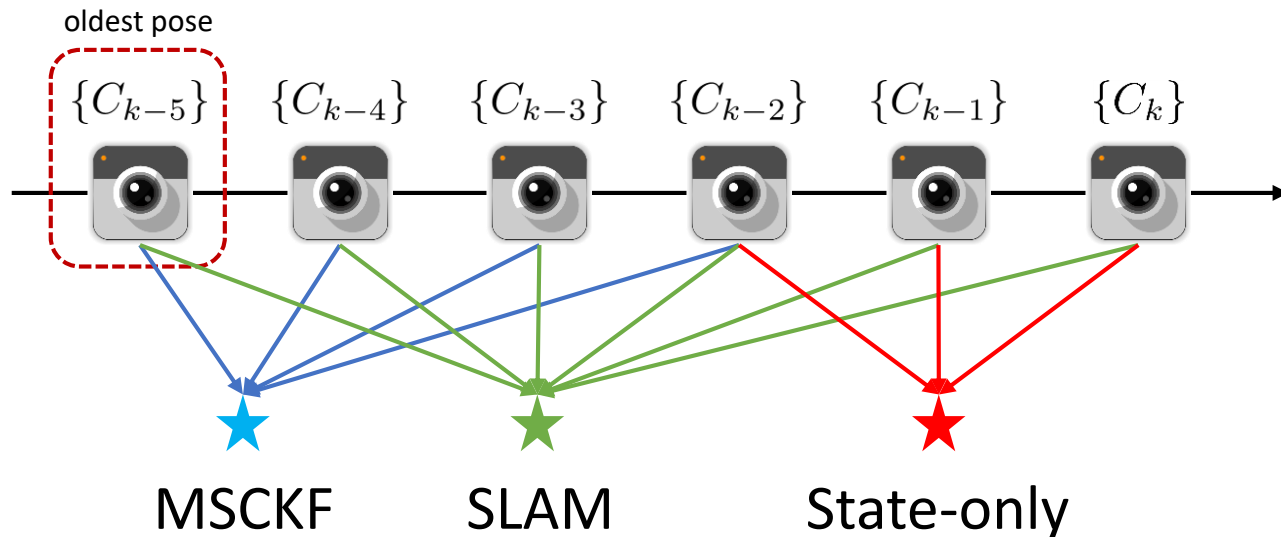 oldest pose
{C_{k−5}} {C_{k−4}} {C_{k−3}} {C_{k−2}} {C_{k−1}} {C_k}
MSCKF SLAM State-only